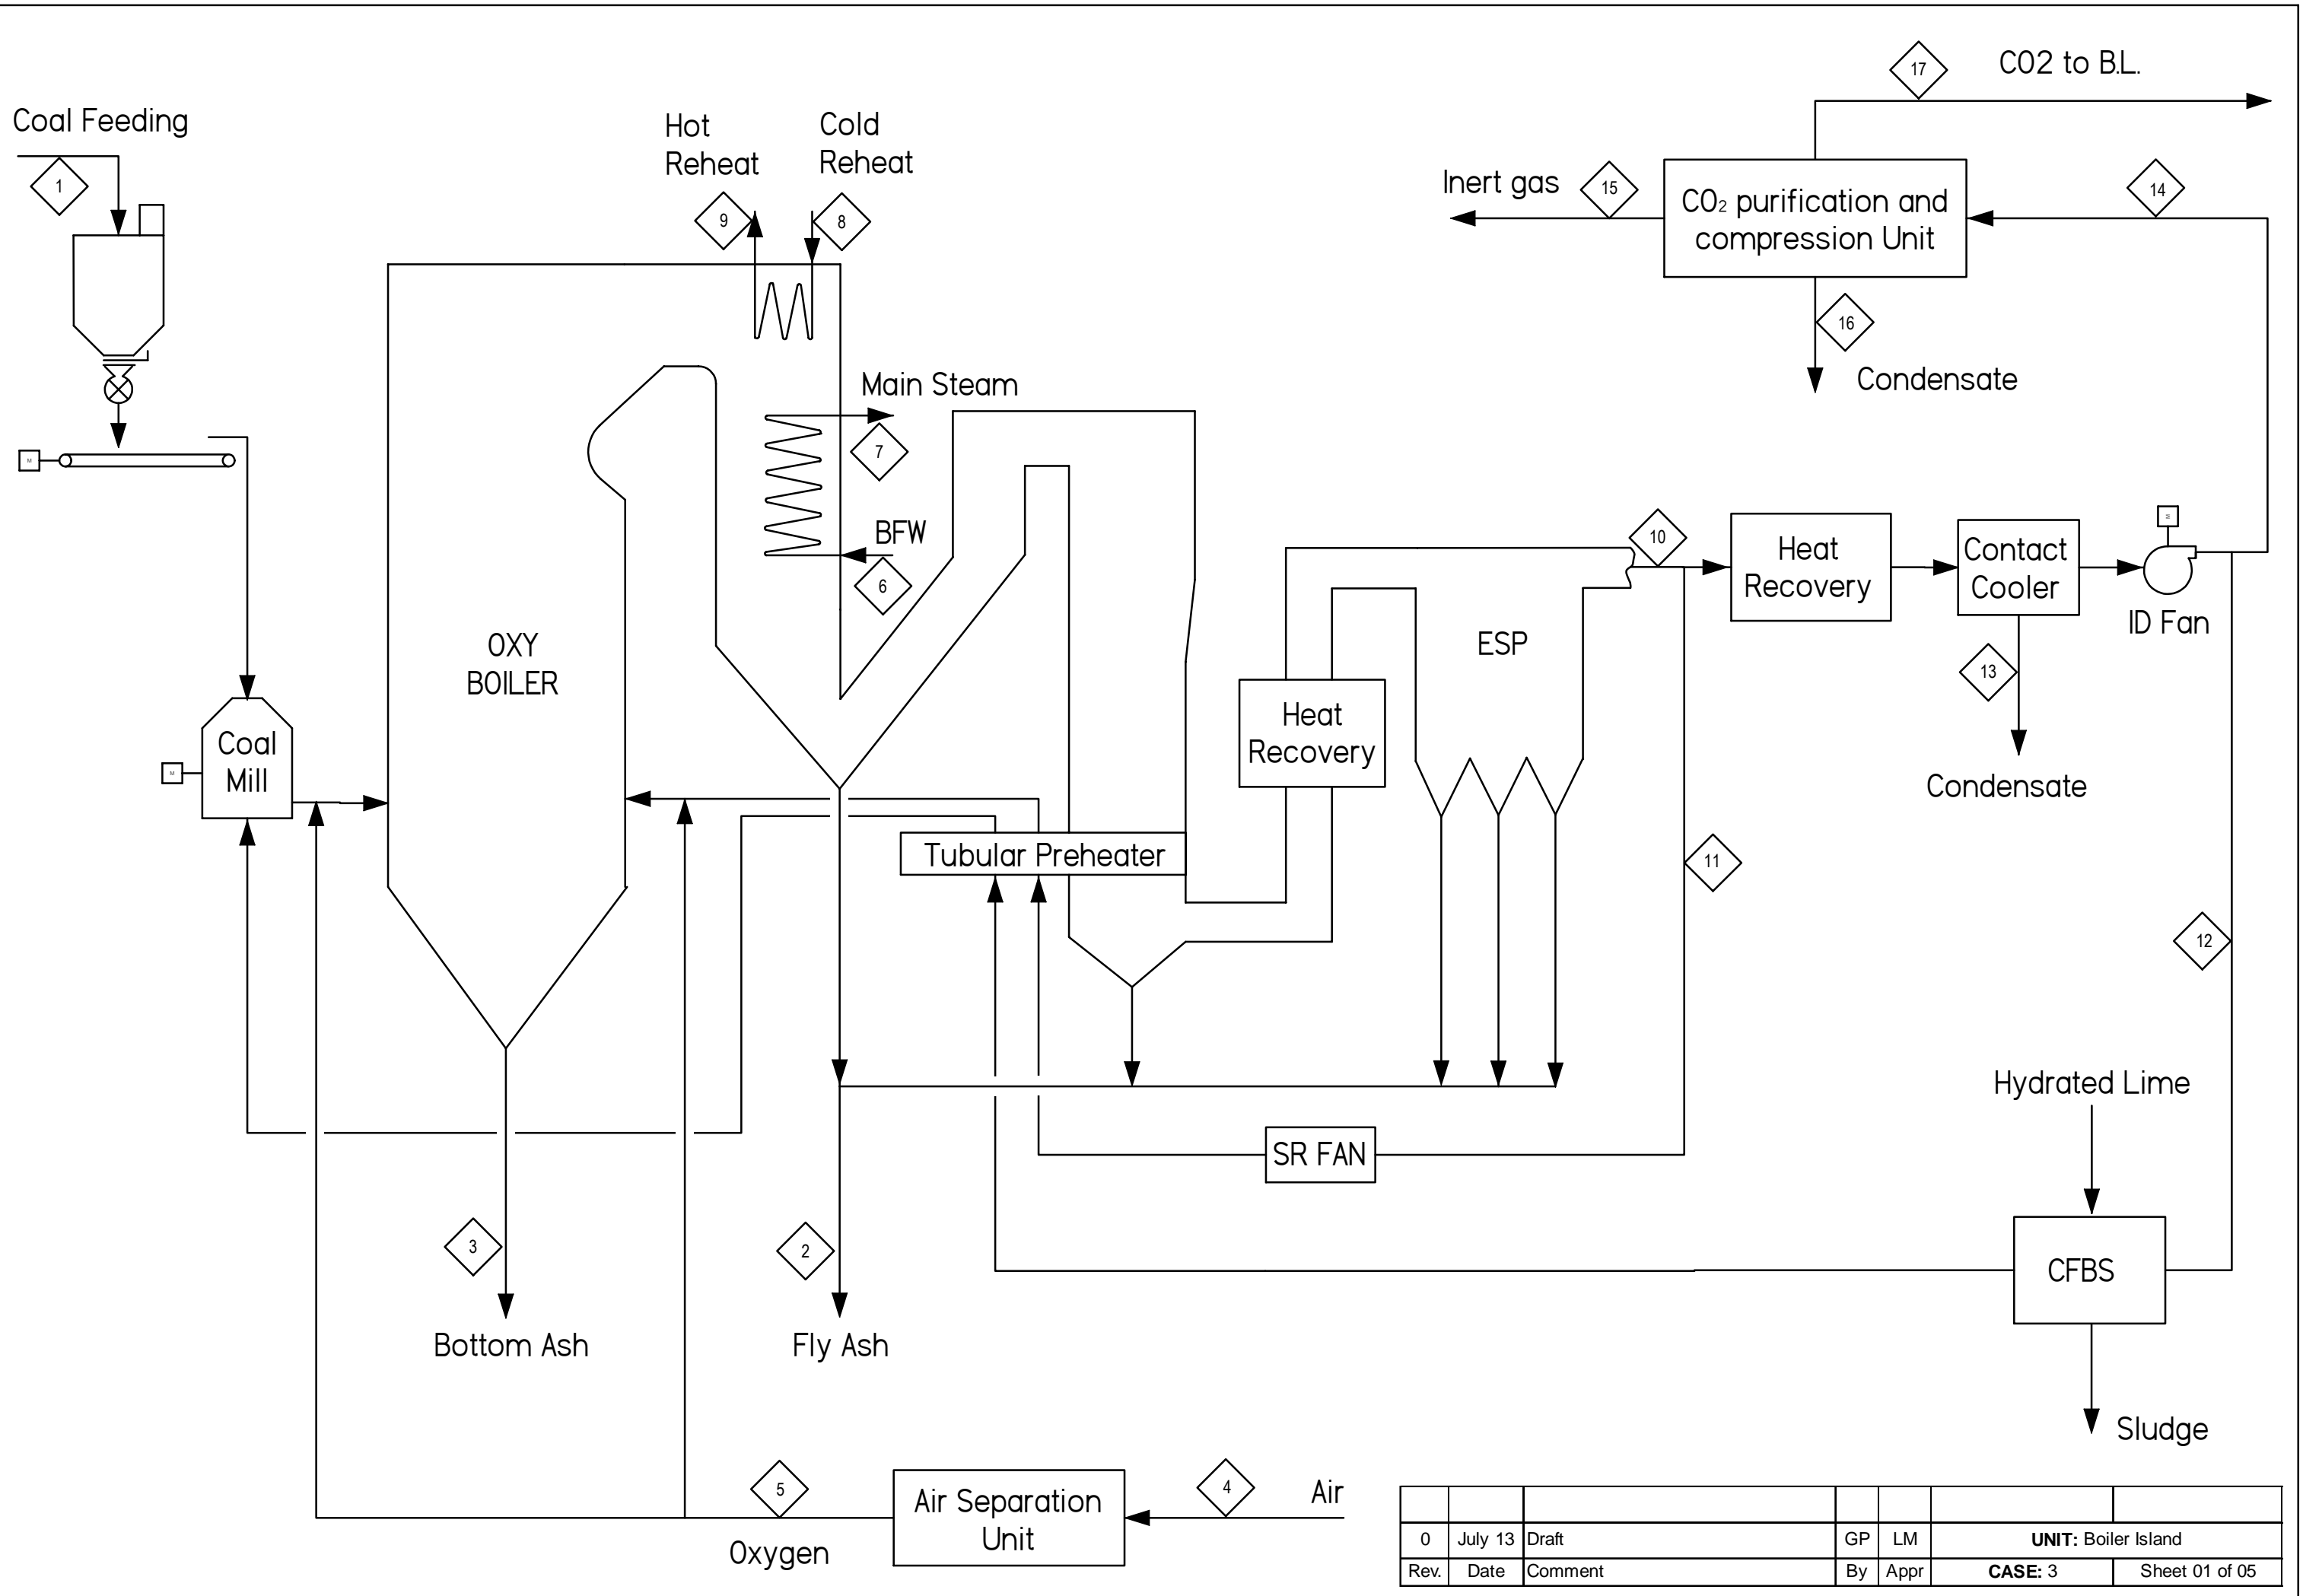 17
CO2 to B.L.
Coal Feeding
Hot
Reheat
Cold
Reheat
1
9
8
Inert gas
15
CO₂ purification and
compression Unit
14
16
Condensate
Main Steam
7
BFW
6
M
10
Heat
Recovery
Contact
Cooler
M
ID Fan
OXY
BOILER
ESP
13
Condensate
Heat
Recovery
Coal
Mill
M
Tubular Preheater
11
12
Hydrated Lime
SR FAN
3
2
CFBS
Bottom Ash
Fly Ash
Sludge
5
Oxygen
Air Separation
Unit
4
Air
0 July 13 Draft GP LM UNIT: Boiler Island
Rev. Date Comment By Appr CASE: 3 Sheet 01 of 05